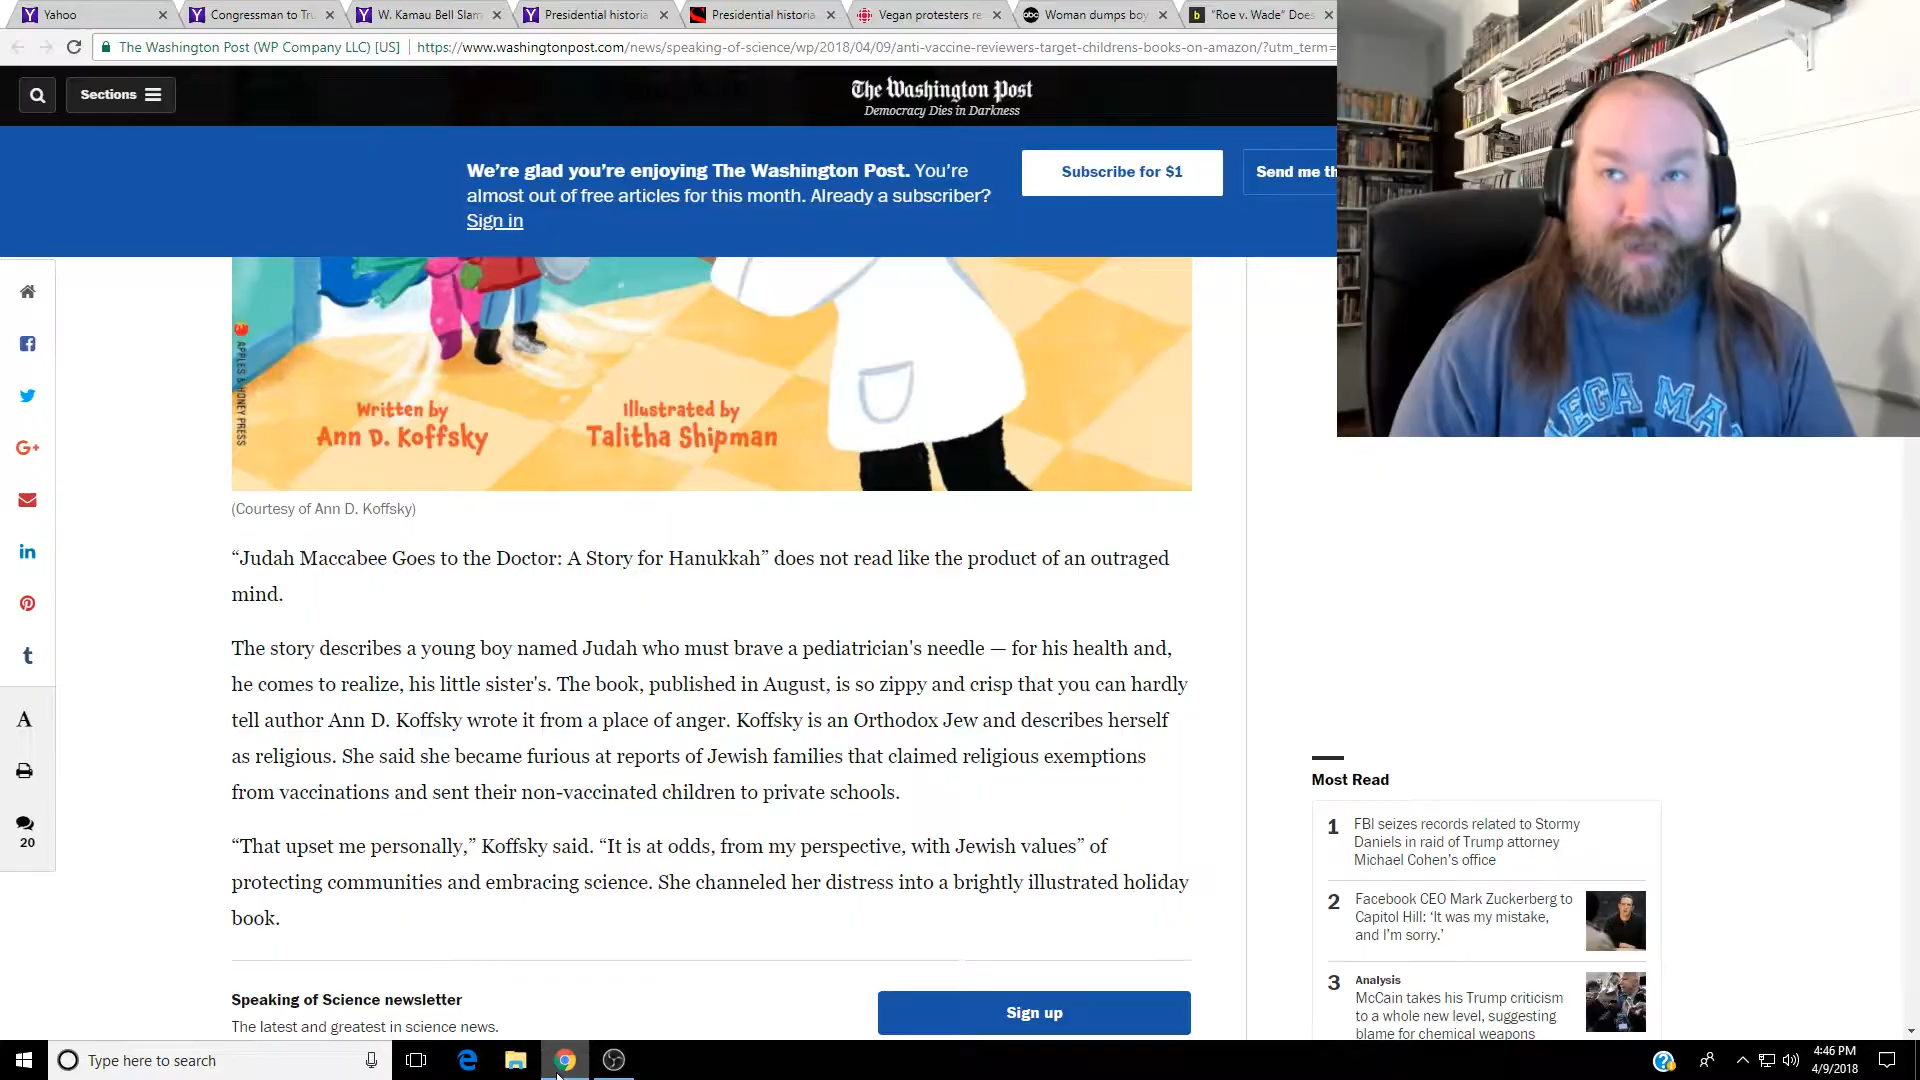 Yahoo
Congressman to Tru
W. Kamau Bell Slam
Presidential historia
Presidential historia
Vegan protesters re
Woman dumps boy
"Roe v. Wade" Does
The Washington Post (WP Company LLC) [US] | https://www.washingtonpost.com/news/speaking-of-science/wp/2018/04/09/anti-vaccine-reviewers-target-childrens-books-on-amazon/?utm_term=
Sections
The Washington Post
Democracy Dies in Darkness
We're glad you're enjoying The Washington Post. You're
almost out of free articles for this month. Already a subscriber?
Sign in
Subscribe for $1
Send me th
APPLES & HONEY PRESS
Written by
Ann D. Koffsky
Illustrated by
Talitha Shipman
(Courtesy of Ann D. Koffsky)
“Judah Maccabee Goes to the Doctor: A Story for Hanukkah” does not read like the product of an outraged
mind.
The story describes a young boy named Judah who must brave a pediatrician's needle — for his health and,
he comes to realize, his little sister's. The book, published in August, is so zippy and crisp that you can hardly
tell author Ann D. Koffsky wrote it from a place of anger. Koffsky is an Orthodox Jew and describes herself
as religious. She said she became furious at reports of Jewish families that claimed religious exemptions
from vaccinations and sent their non-vaccinated children to private schools.
“That upset me personally,” Koffsky said. “It is at odds, from my perspective, with Jewish values” of
protecting communities and embracing science. She channeled her distress into a brightly illustrated holiday
book.
Speaking of Science newsletter
The latest and greatest in science news.
Sign up
G+
in
t
A
20
EGA MA
Most Read
1 FBI seizes records related to Stormy
Daniels in raid of Trump attorney
Michael Cohen's office
2 Facebook CEO Mark Zuckerberg to
Capitol Hill: ‘It was my mistake,
and I'm sorry.’
3 Analysis
McCain takes his Trump criticism
to a whole new level, suggesting
blame for chemical weapons
Type here to search
4:46 PM
4/9/2018